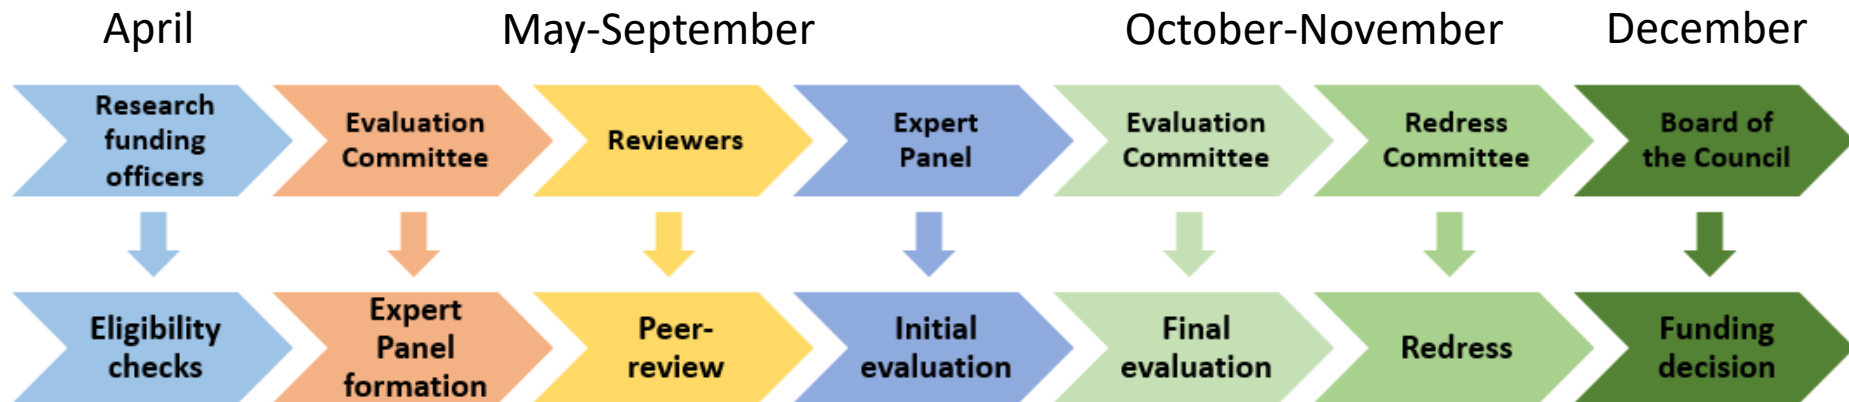 April
May-September
October-November
December
Research
funding
officers
Evaluation
Committee
Reviewers
Expert
Panel
Evaluation
Committee
Redress
Committee
Board of
the Council
Eligibility
checks
Expert
Panel
formation
Peer-
review
Initial
evaluation
Final
evaluation
Redress
Funding
decision